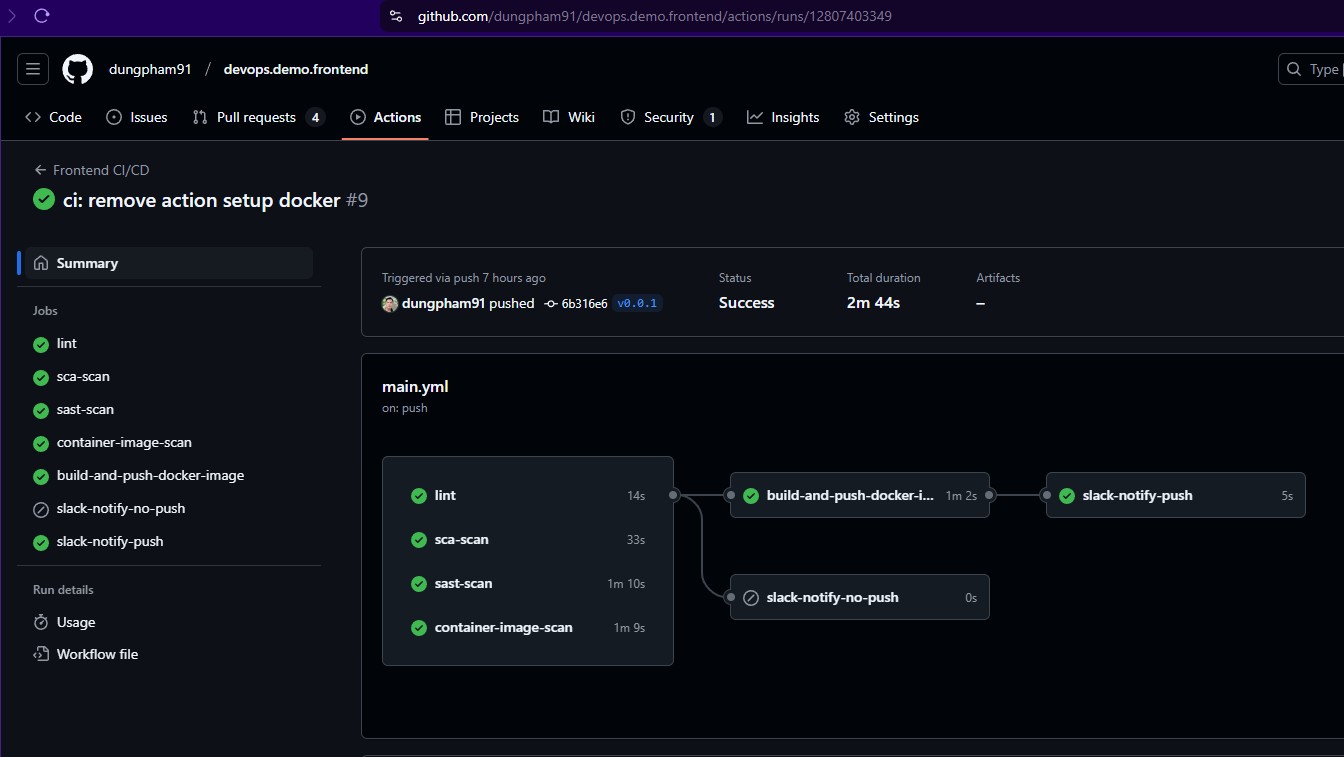 github.com/dungpham91/devops.demo.frontend/actions/runs/12807403349
dungpham91 / devops.demo.frontend
Type
Code Issues Pull requests 4 Actions Projects Wiki Security 1 Insights Settings
Frontend CI/CD
ci: remove action setup docker #9
Summary
Jobs
lint
sca-scan
sast-scan
container-image-scan
build-and-push-docker-image
slack-notify-no-push
slack-notify-push
Run details
Usage
Workflow file
Triggered via push 7 hours ago
dungpham91 pushed 6b316e6 v0.0.1
Status
Success
Total duration
2m 44s
Artifacts
–
main.yml
on: push
lint 14s
sca-scan 33s
sast-scan 1m 10s
container-image-scan 1m 9s
build-and-push-docker-i... 1m 2s
slack-notify-push 5s
slack-notify-no-push 0s